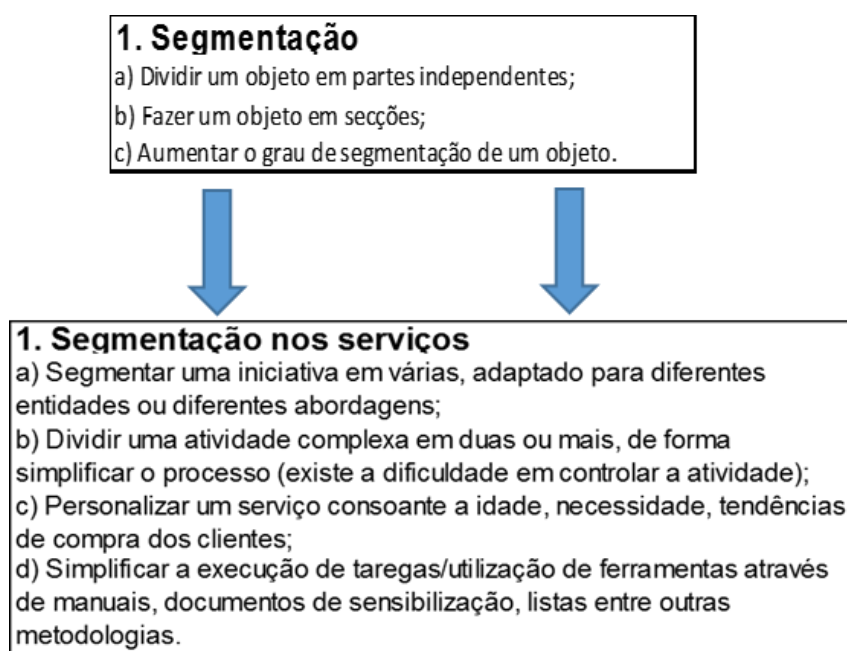 1. Segmentação
a) Dividir um objeto em partes independentes;
b) Fazer um objeto em secções;
c) Aumentar o grau de segmentação de um objeto.
1. Segmentação nos serviços
a) Segmentar uma iniciativa em várias, adaptado para diferentes
entidades ou diferentes abordagens;
b) Dividir uma atividade complexa em duas ou mais, de forma
simplificar o processo (existe a dificuldade em controlar a atividade);
c) Personalizar um serviço consoante a idade, necessidade, tendências
de compra dos clientes;
d) Simplificar a execução de taregas/utilização de ferramentas através
de manuais, documentos de sensibilização, listas entre outras
metodologias.